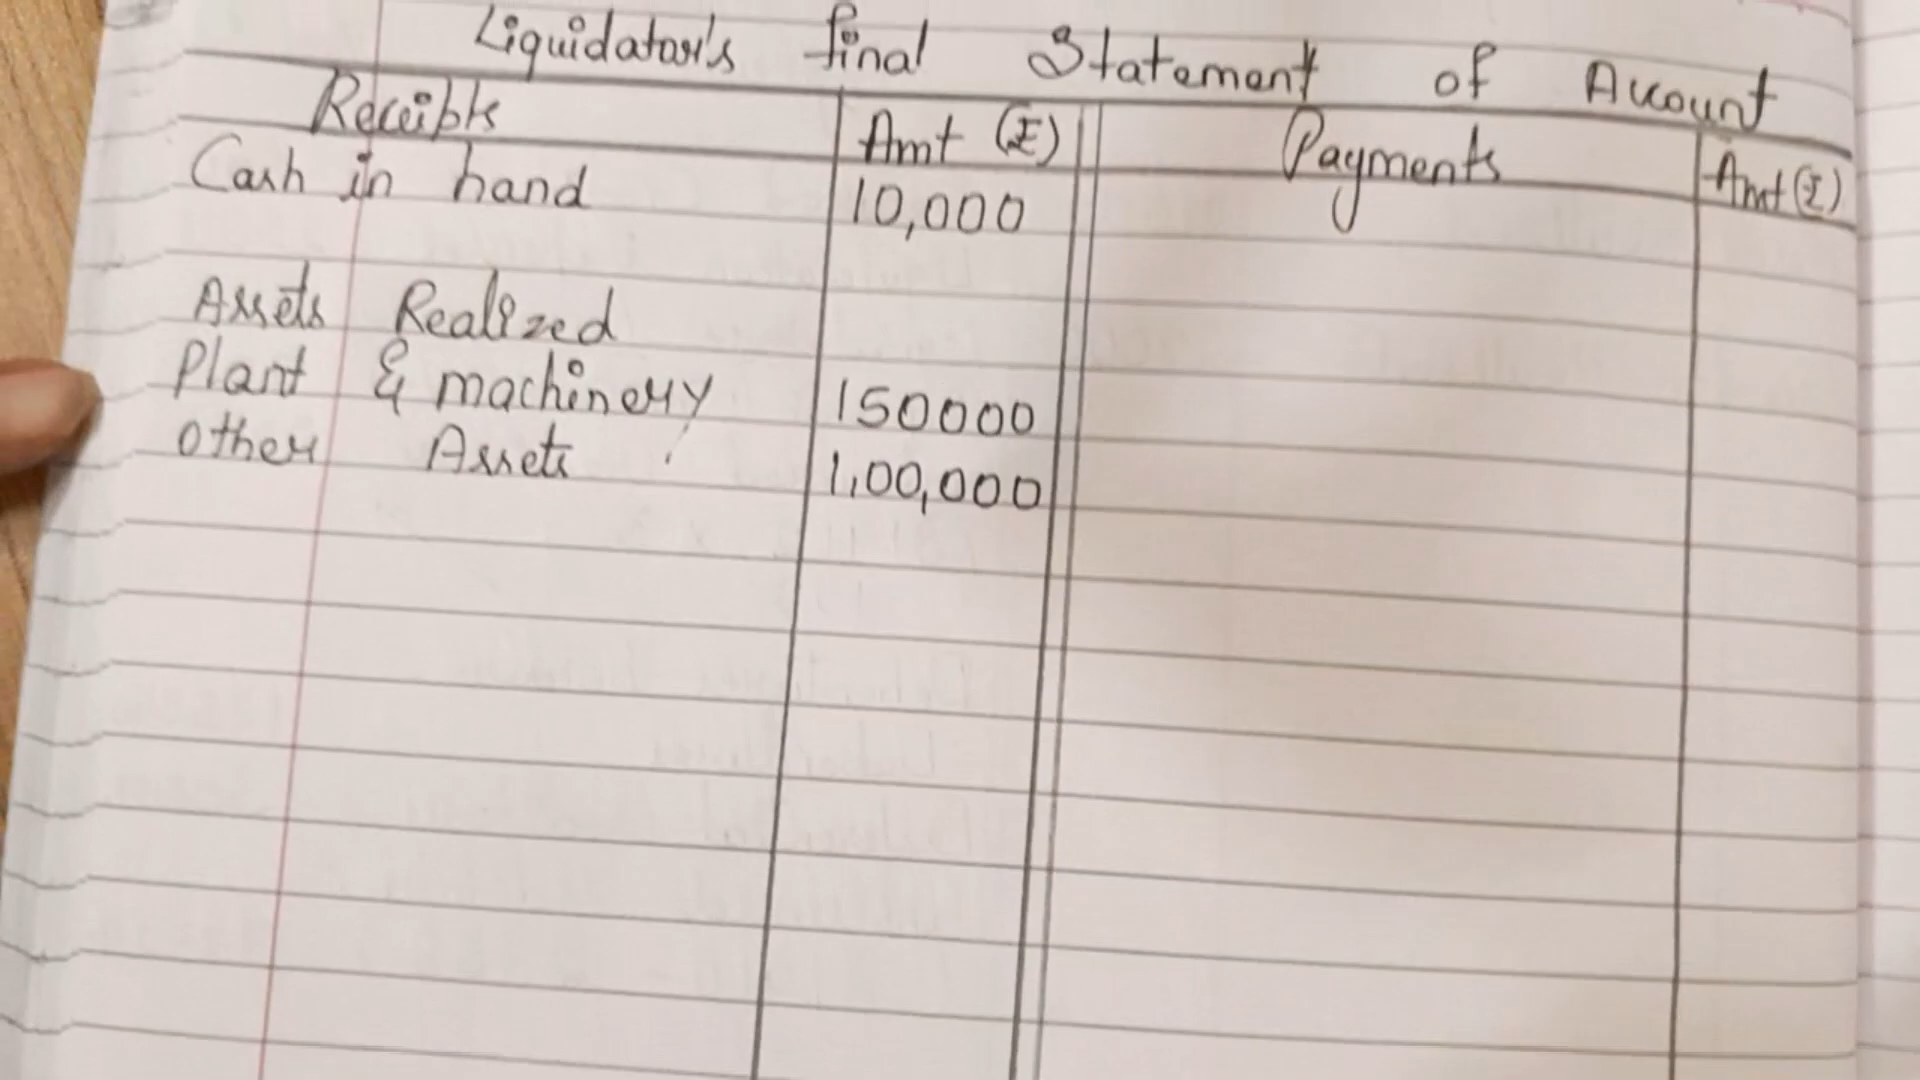 Liquidator's final Statement of Account
Receipts Amt (₹) Payments Amt (₹)
Cash in hand 10,000
Assets Realized
Plant & machinery 150000
Other Assets 1,00,000